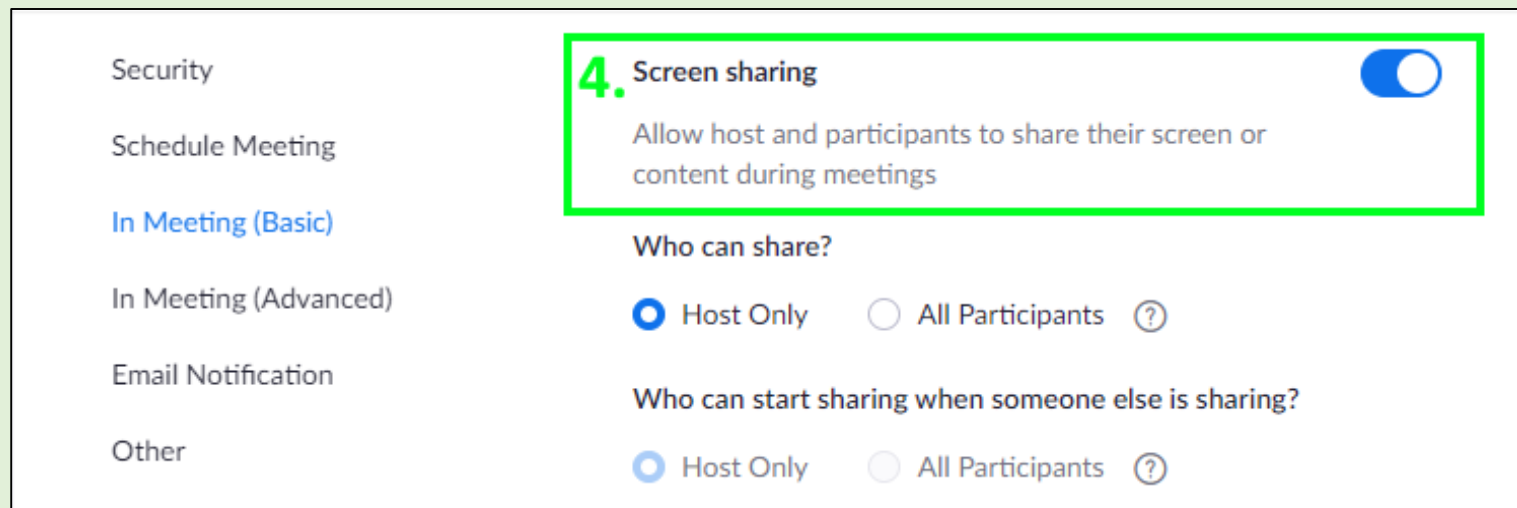 Security
Schedule Meeting
In Meeting (Basic)
In Meeting (Advanced)
Email Notification
Other
4. Screen sharing
Allow host and participants to share their screen or
content during meetings
Who can share?
Host Only All Participants ?
Who can start sharing when someone else is sharing?
Host Only All Participants ?